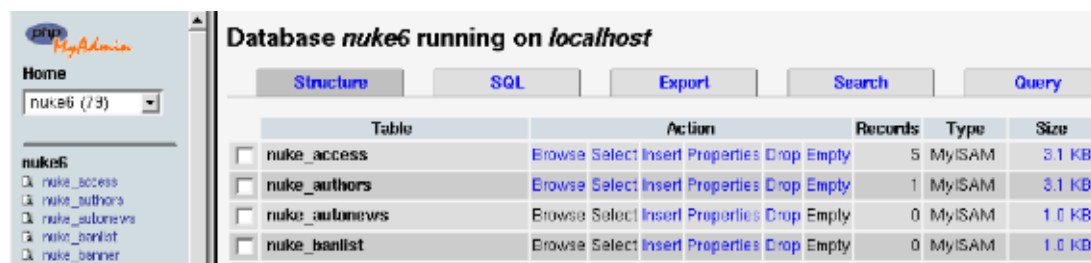 php
MyAdmin
Home
nuke6 (79)
nuke6
nuke_access
nuke_authors
nuke_autonews
nuke_banlist
nuke_banner
Database nuke6 running on localhost
Structure SQL Export Search Query
Table Action Records Type Size
nuke_access Browse Select Insert Properties Drop Empty 5 MyISAM 3.1 KB
nuke_authors Browse Select Insert Properties Drop Empty 1 MyISAM 3.1 KB
nuke_autonews Browse Select Insert Properties Drop Empty 0 MyISAM 1.0 KB
nuke_banlist Browse Select Insert Properties Drop Empty 0 MyISAM 1.0 KB